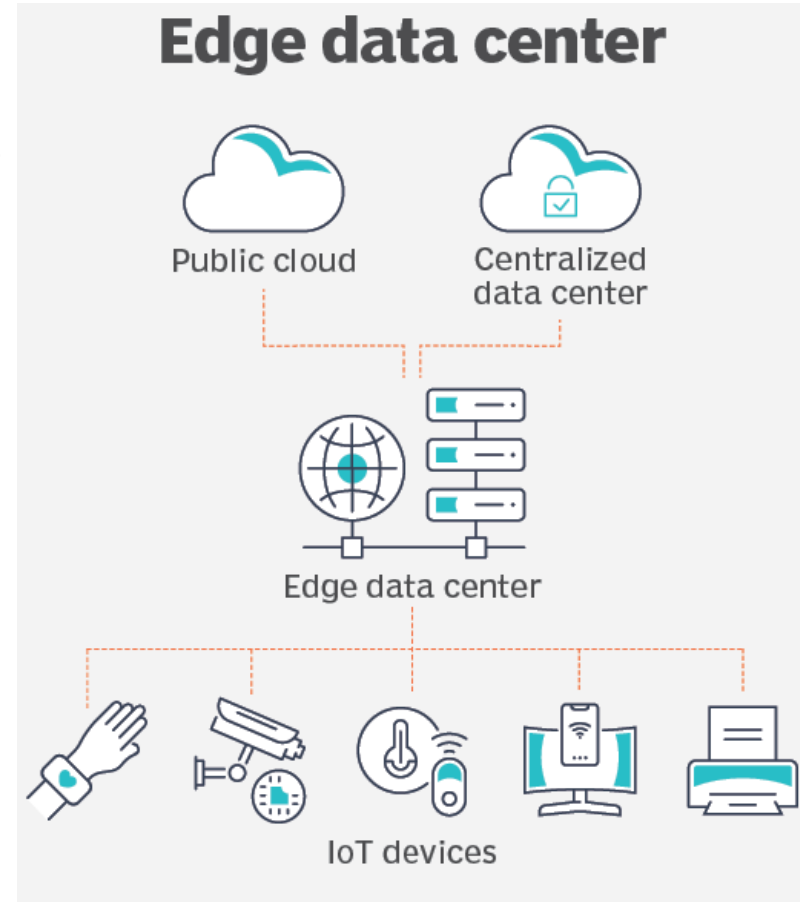 Edge data center
Public cloud
Centralized
data center
Edge data center
IoT devices